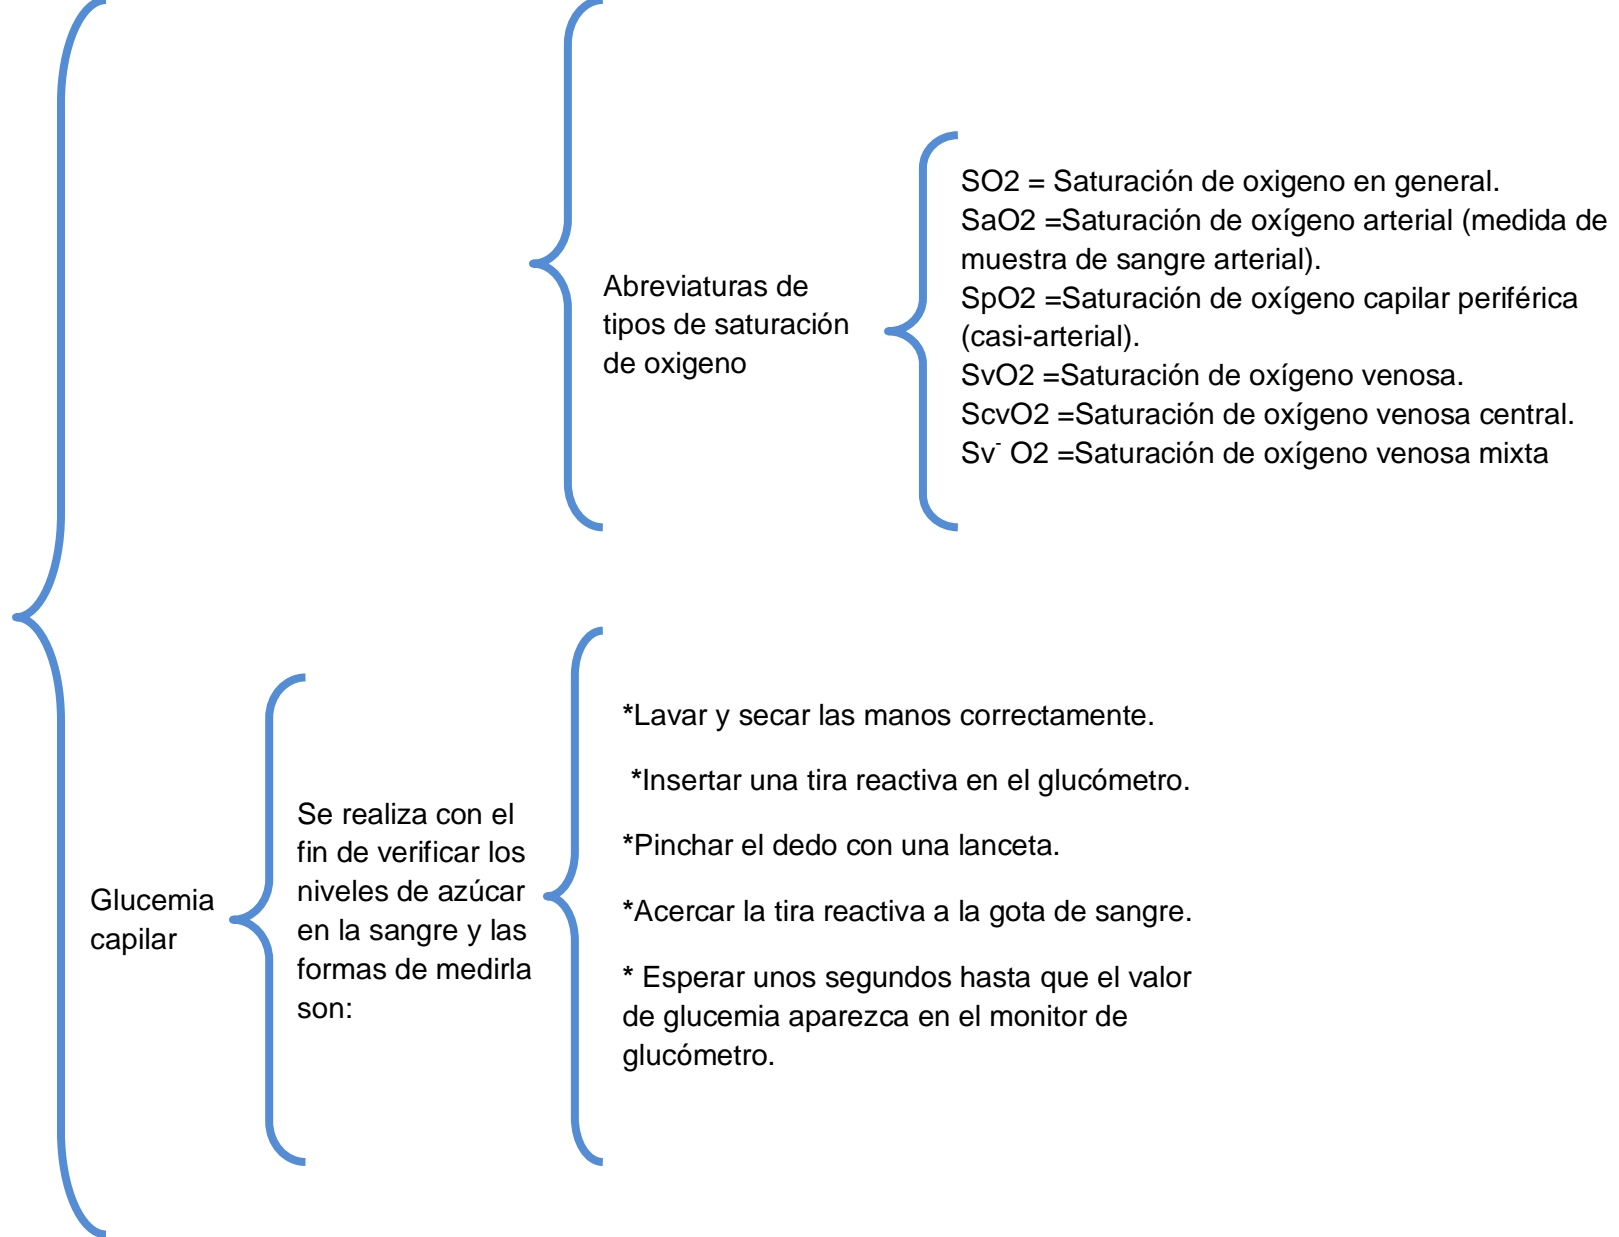 Abreviaturas de
tipos de saturación
de oxigeno
SO2 = Saturación de oxigeno en general.
SaO2 =Saturación de oxígeno arterial (medida de
muestra de sangre arterial).
SpO2 =Saturación de oxígeno capilar periférica
(casi-arterial).
SvO2 =Saturación de oxígeno venosa.
ScvO2 =Saturación de oxígeno venosa central.
Sv⁻ O2 =Saturación de oxígeno venosa mixta
Glucemia
capilar
Se realiza con el
fin de verificar los
niveles de azúcar
en la sangre y las
formas de medirla
son:
*Lavar y secar las manos correctamente.
*Insertar una tira reactiva en el glucómetro.
*Pinchar el dedo con una lanceta.
*Acercar la tira reactiva a la gota de sangre.
* Esperar unos segundos hasta que el valor
de glucemia aparezca en el monitor de
glucómetro.